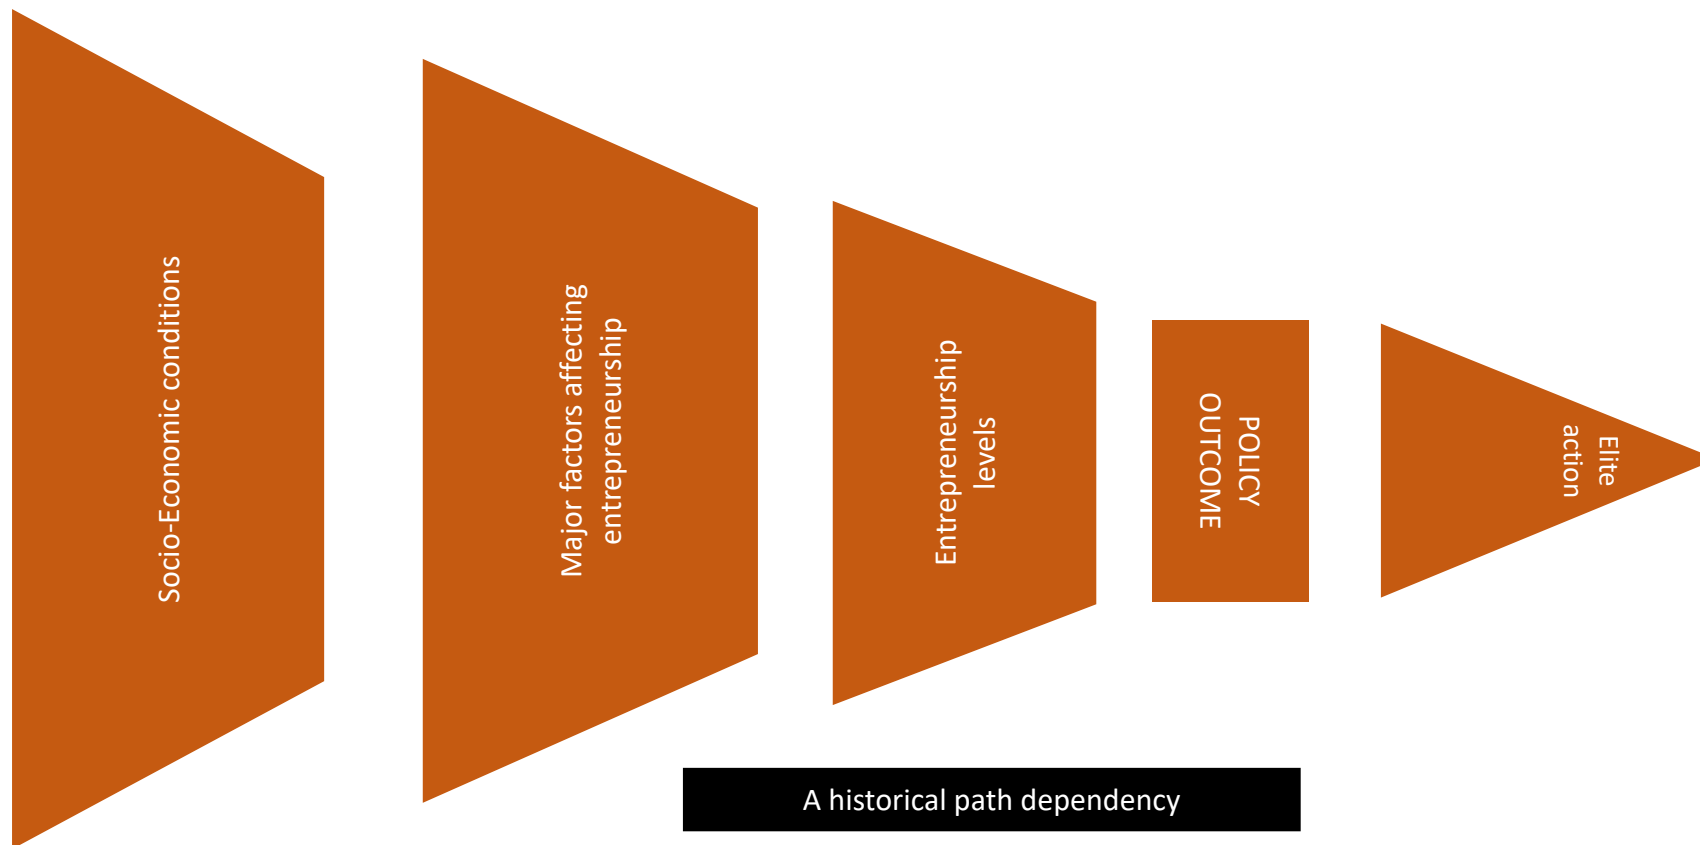 Socio-Economic conditions
Major factors affecting
entrepreneurship
Entrepreneurship
levels
POLICY
OUTCOME
Elite
action
A historical path dependency